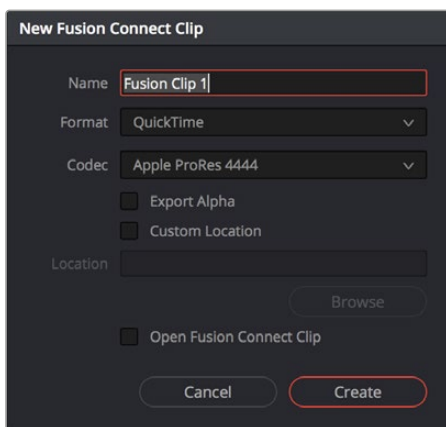 New Fusion Connect Clip
Name Fusion Clip 1
Format QuickTime
Codec Apple ProRes 4444
Export Alpha
Custom Location
Location
Browse
Open Fusion Connect Clip
Cancel Create